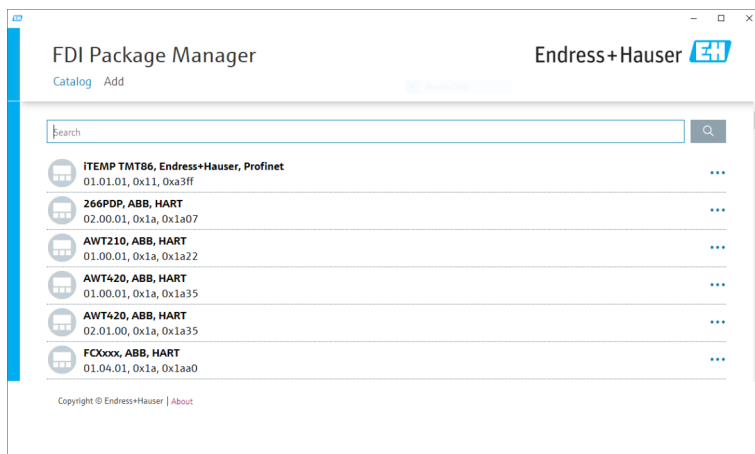 EH
FDI Package Manager
Endress+Hauser EH
Catalog Add
Search
iTEMP TMT86, Endress+Hauser, Profinet
01.01.01, 0x11, 0xa3ff
266PDP, ABB, HART
02.00.01, 0x1a, 0x1a07
AWT210, ABB, HART
01.00.01, 0x1a, 0x1a22
AWT420, ABB, HART
01.00.01, 0x1a, 0x1a35
AWT420, ABB, HART
02.01.00, 0x1a, 0x1a35
FCXxxx, ABB, HART
01.04.01, 0x1a, 0x1aa0
Copyright © Endress+Hauser | About